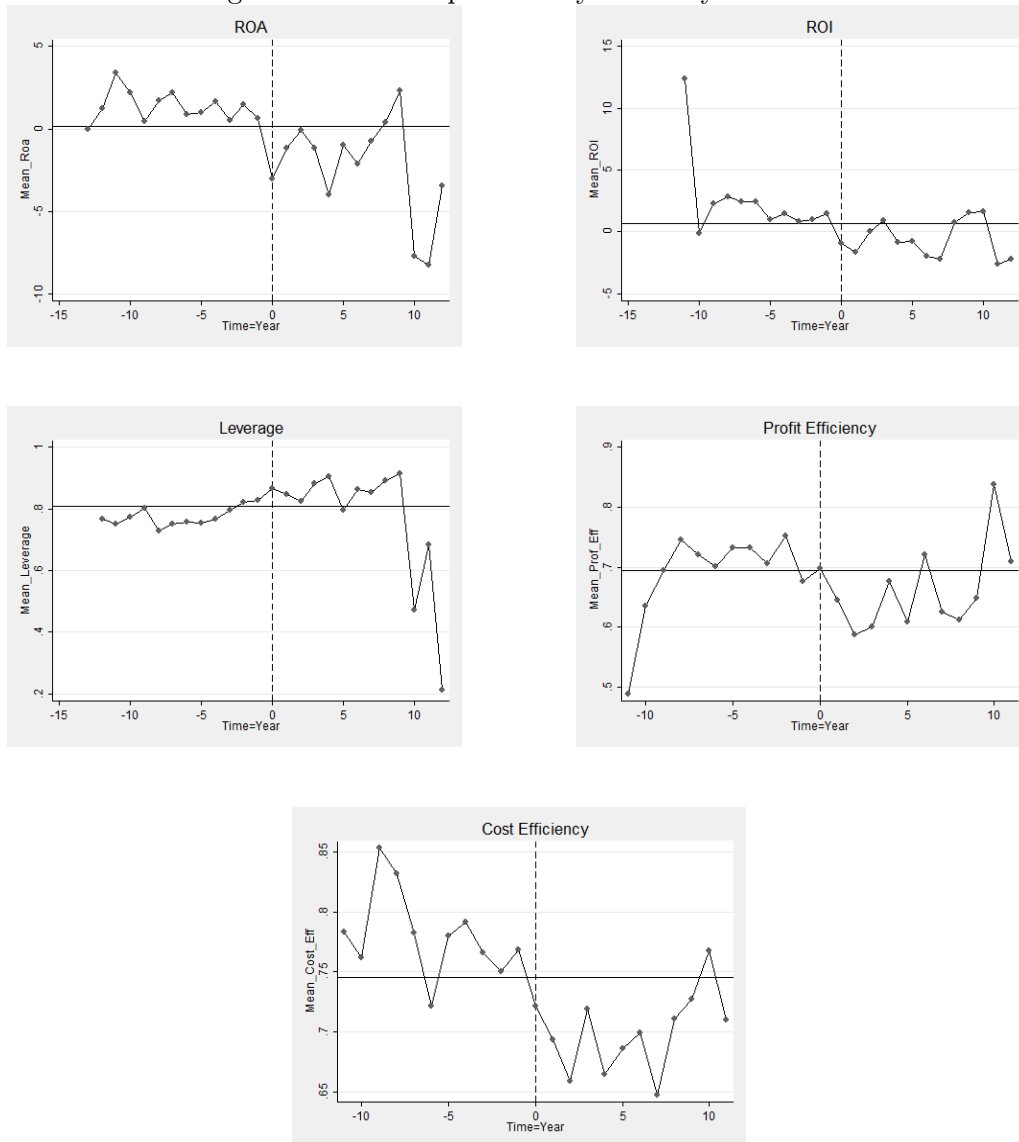 ROA
Mean_Roa
5
0
-5
-10
-15 -10 -5 0 5 10
Time=Year
ROI
Mean_ROI
15
10
5
0
-5
-15 -10 -5 0 5 10
Time=Year
Leverage
Mean_Leverage
1
.8
.6
.4
.2
-15 -10 -5 0 5 10
Time=Year
Profit Efficiency
Mean_Prof_Eff
.9
.8
.7
.6
.5
-10 -5 0 5 10
Time=Year
Cost Efficiency
Mean_Cost_Eff
.85
.8
.75
.7
.65
-10 -5 0 5 10
Time=Year